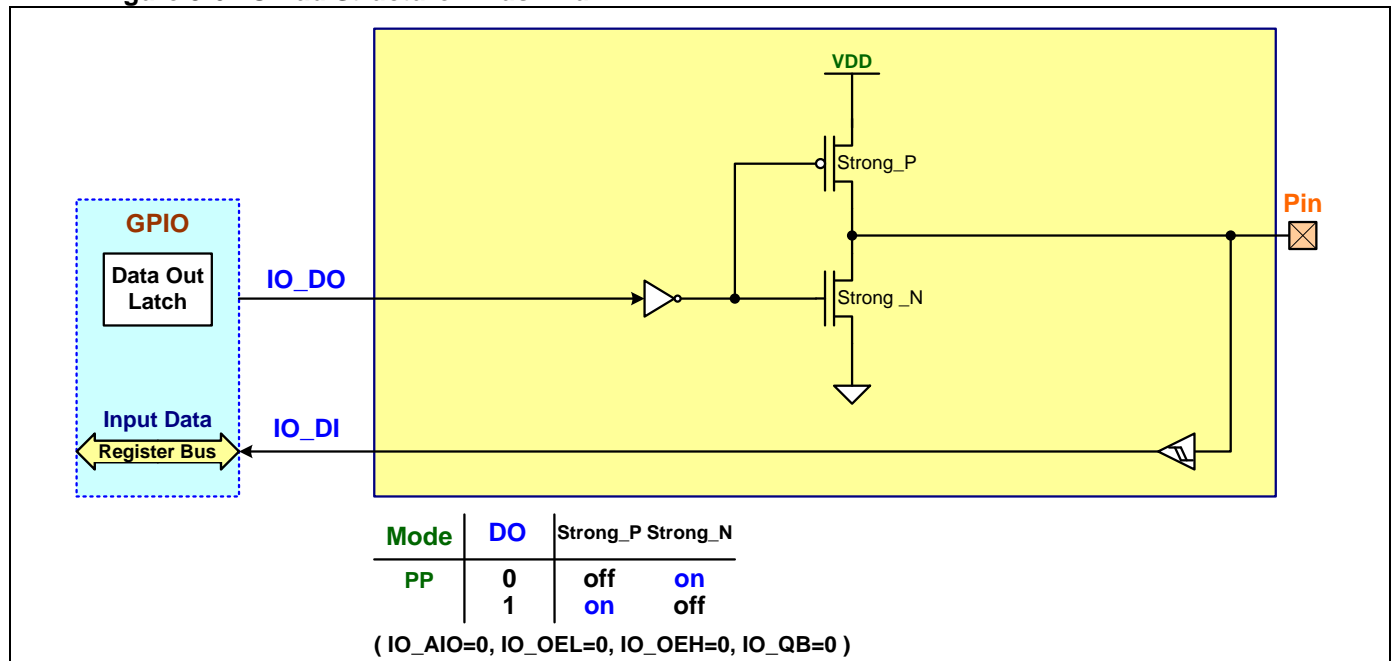 VDD
Strong_P
Pin
GPIO
Data Out
Latch
IO_DO
Strong _N
Input Data
Register Bus
IO_DI
Mode DO Strong_P Strong_N
PP 0 off on
1 on off
( IO_AIO=0, IO_OEL=0, IO_OEH=0, IO_QB=0 )